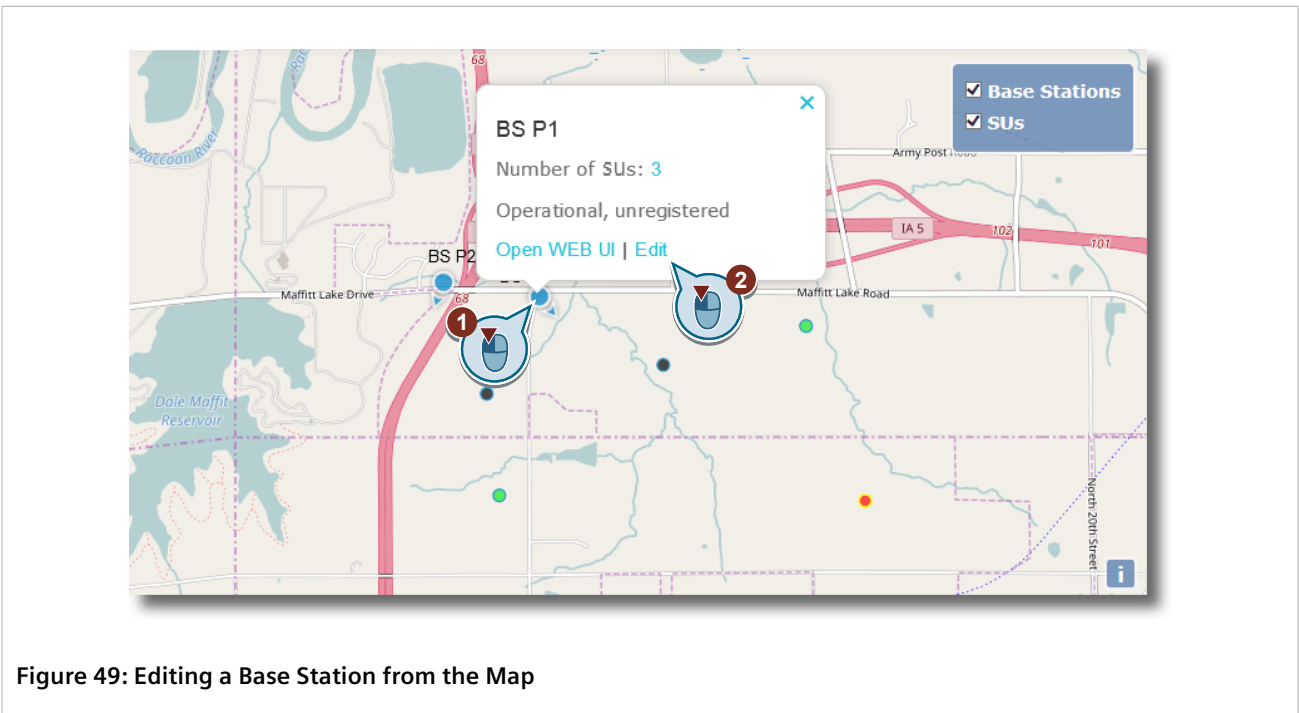 68
Raccoon River
Base Stations
SUs
BS P1
Army Post
Number of SUs: 3
Operational, unregistered
IA 5
102
101
Open WEB UI | Edit
BS P2
2
Maffitt Lake Drive
68
Maffitt Lake Road
1
Dale Maffit
Reservoir
North 20th Street
i
Figure 49: Editing a Base Station from the Map